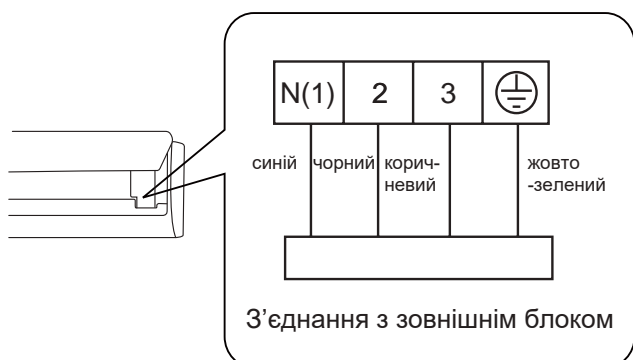 N(1) 2 3
синій чорний корич-
невий жовто
-зелений
З’єднання з зовнішнім блоком